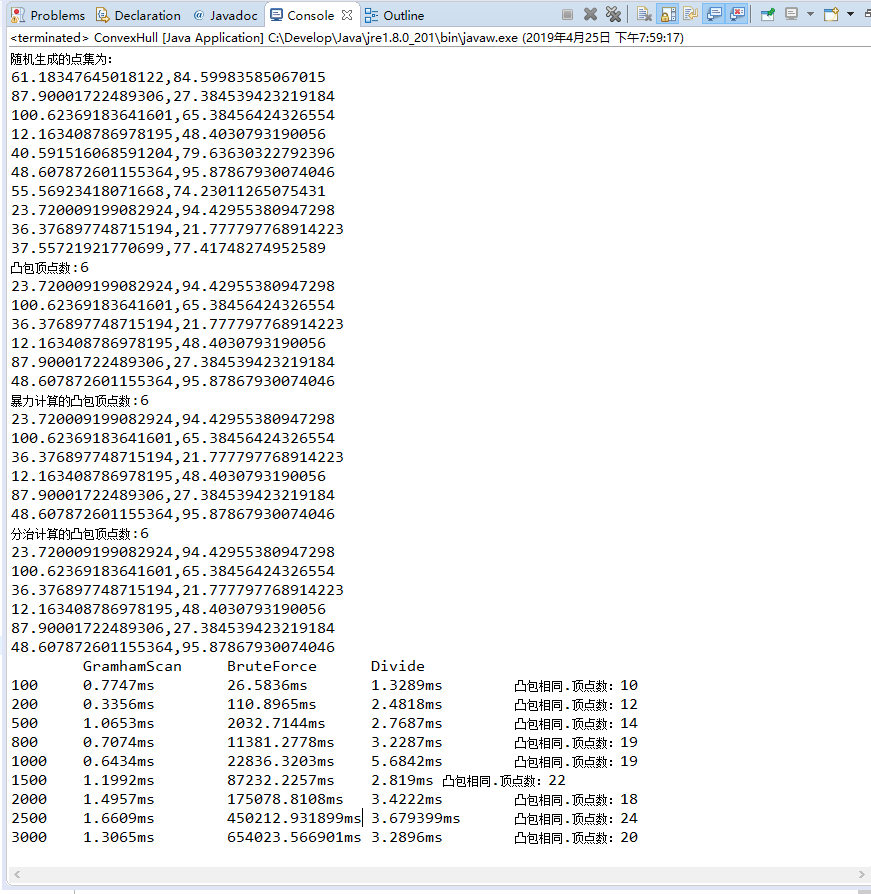 Problems Declaration @ Javadoc Console Outline
<terminated> ConvexHull [Java Application] C:\Develop\Java\jre1.8.0_201\bin\javaw.exe (2019年4月25日 下午7:59:17)
随机生成的点集为:
61.18347645018122,84.59983585067015
87.90001722489306,27.384539423219184
100.62369183641601,65.38456424326554
12.163408786978195,48.4030793190056
40.591516068591204,79.63630322792396
48.607872601155364,95.87867930074046
55.56923418071668,74.23011265075431
23.720009199082924,94.42955380947298
36.376897748715194,21.777797768914223
37.55721921770699,77.41748274952589
凸包顶点数:6
23.720009199082924,94.42955380947298
100.62369183641601,65.38456424326554
36.376897748715194,21.777797768914223
12.163408786978195,48.4030793190056
87.90001722489306,27.384539423219184
48.607872601155364,95.87867930074046
暴力计算的凸包顶点数:6
23.720009199082924,94.42955380947298
100.62369183641601,65.38456424326554
36.376897748715194,21.777797768914223
12.163408786978195,48.4030793190056
87.90001722489306,27.384539423219184
48.607872601155364,95.87867930074046
分治计算的凸包顶点数:6
23.720009199082924,94.42955380947298
100.62369183641601,65.38456424326554
36.376897748715194,21.777797768914223
12.163408786978195,48.4030793190056
87.90001722489306,27.384539423219184
48.607872601155364,95.87867930074046
GramhamScan BruteForce Divide
100 0.7747ms 26.5836ms 1.3289ms 凸包相同.顶点数: 10
200 0.3356ms 110.8965ms 2.4818ms 凸包相同.顶点数: 12
500 1.0653ms 2032.7144ms 2.7687ms 凸包相同.顶点数: 14
800 0.7074ms 11381.2778ms 3.2287ms 凸包相同.顶点数: 19
1000 0.6434ms 22836.3203ms 5.6842ms 凸包相同.顶点数: 19
1500 1.1992ms 87232.2257ms 2.819ms 凸包相同.顶点数: 22
2000 1.4957ms 175078.8108ms 3.4222ms 凸包相同.顶点数: 18
2500 1.6609ms 450212.931899ms 3.679399ms 凸包相同.顶点数: 24
3000 1.3065ms 654023.566901ms 3.2896ms 凸包相同.顶点数: 20